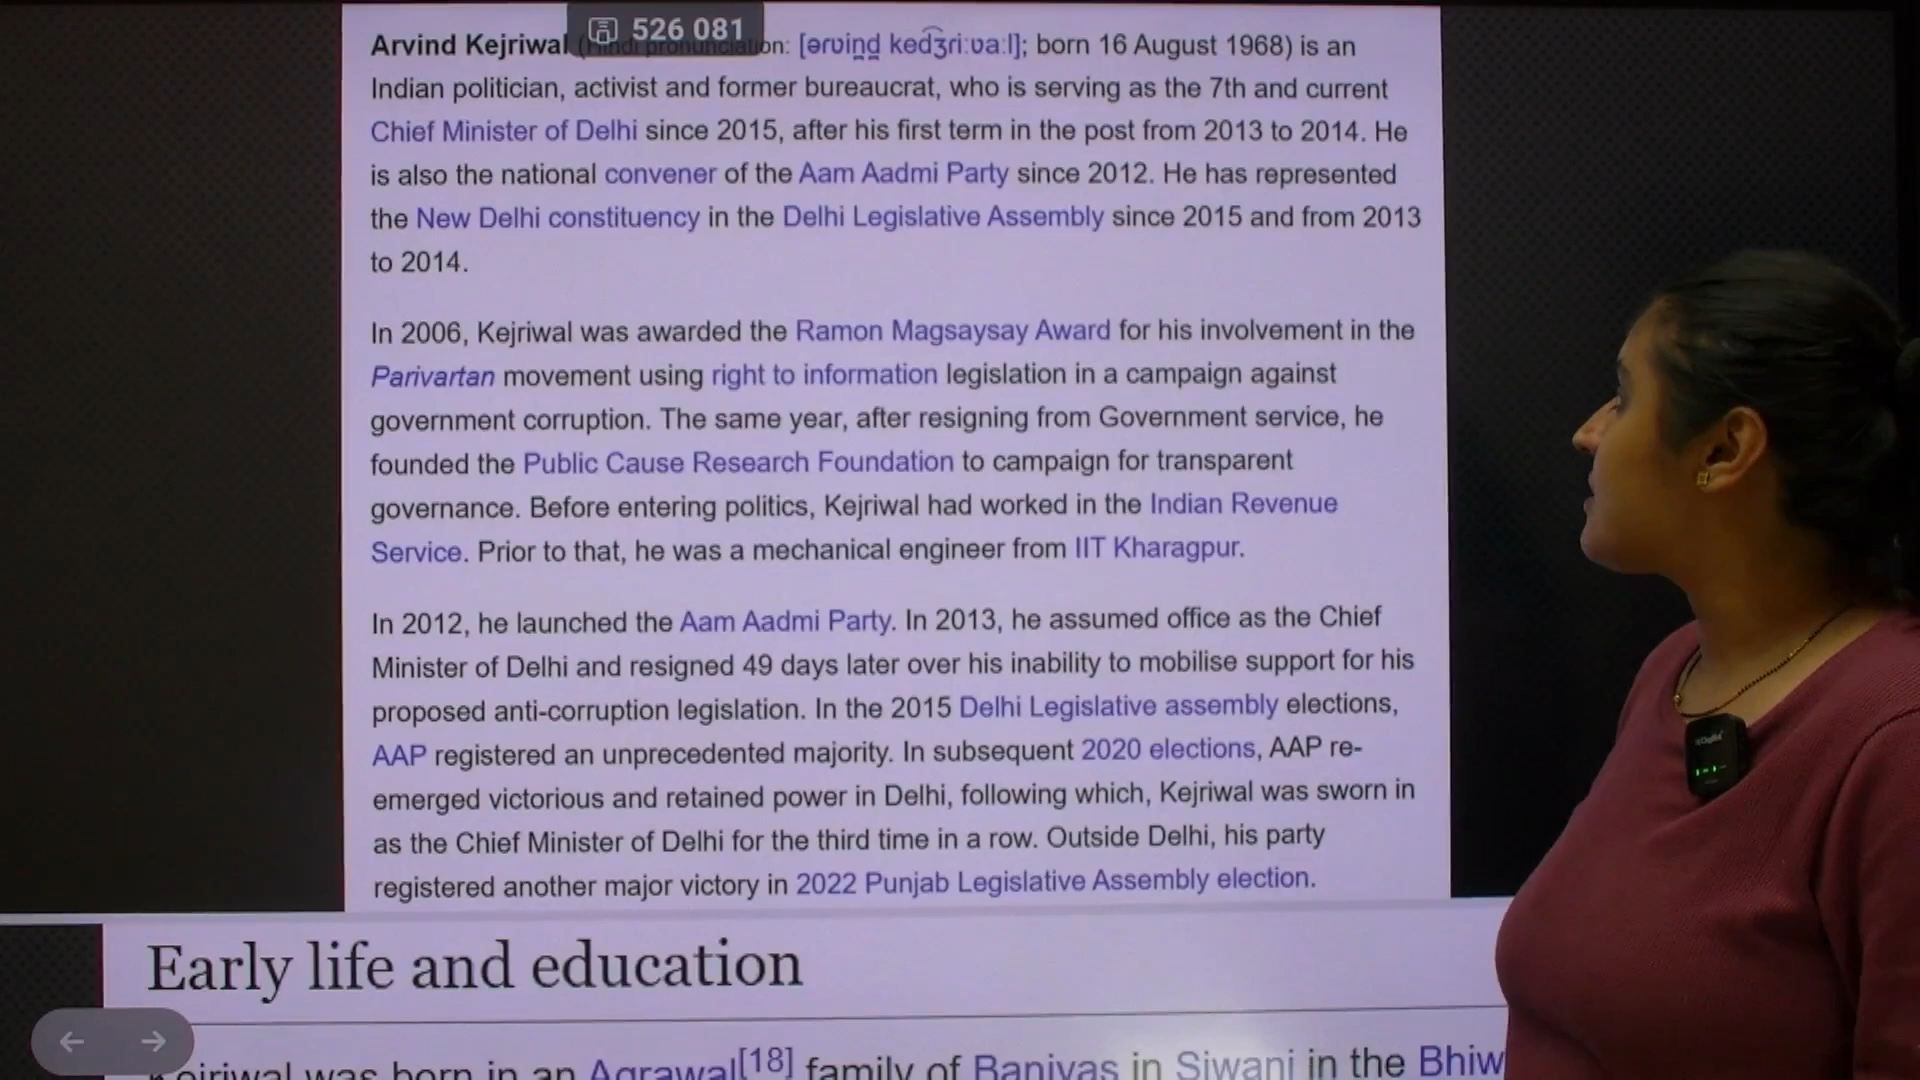 526 081
Arvind Kejriwal (Hindi pronunciation: [ərʋin̪d̪ ked͡ʒriːʋaːl]; born 16 August 1968) is an
Indian politician, activist and former bureaucrat, who is serving as the 7th and current
Chief Minister of Delhi since 2015, after his first term in the post from 2013 to 2014. He
is also the national convener of the Aam Aadmi Party since 2012. He has represented
the New Delhi constituency in the Delhi Legislative Assembly since 2015 and from 2013
to 2014.
In 2006, Kejriwal was awarded the Ramon Magsaysay Award for his involvement in the
Parivartan movement using right to information legislation in a campaign against
government corruption. The same year, after resigning from Government service, he
founded the Public Cause Research Foundation to campaign for transparent
governance. Before entering politics, Kejriwal had worked in the Indian Revenue
Service. Prior to that, he was a mechanical engineer from IIT Kharagpur.
In 2012, he launched the Aam Aadmi Party. In 2013, he assumed office as the Chief
Minister of Delhi and resigned 49 days later over his inability to mobilise support for his
proposed anti-corruption legislation. In the 2015 Delhi Legislative assembly elections,
AAP registered an unprecedented majority. In subsequent 2020 elections, AAP re-
emerged victorious and retained power in Delhi, following which, Kejriwal was sworn in
as the Chief Minister of Delhi for the third time in a row. Outside Delhi, his party
registered another major victory in 2022 Punjab Legislative Assembly election.
Early life and education
Kejriwal was born in an Agrawal[18] family of Baniyas in Siwani in the Bhiw